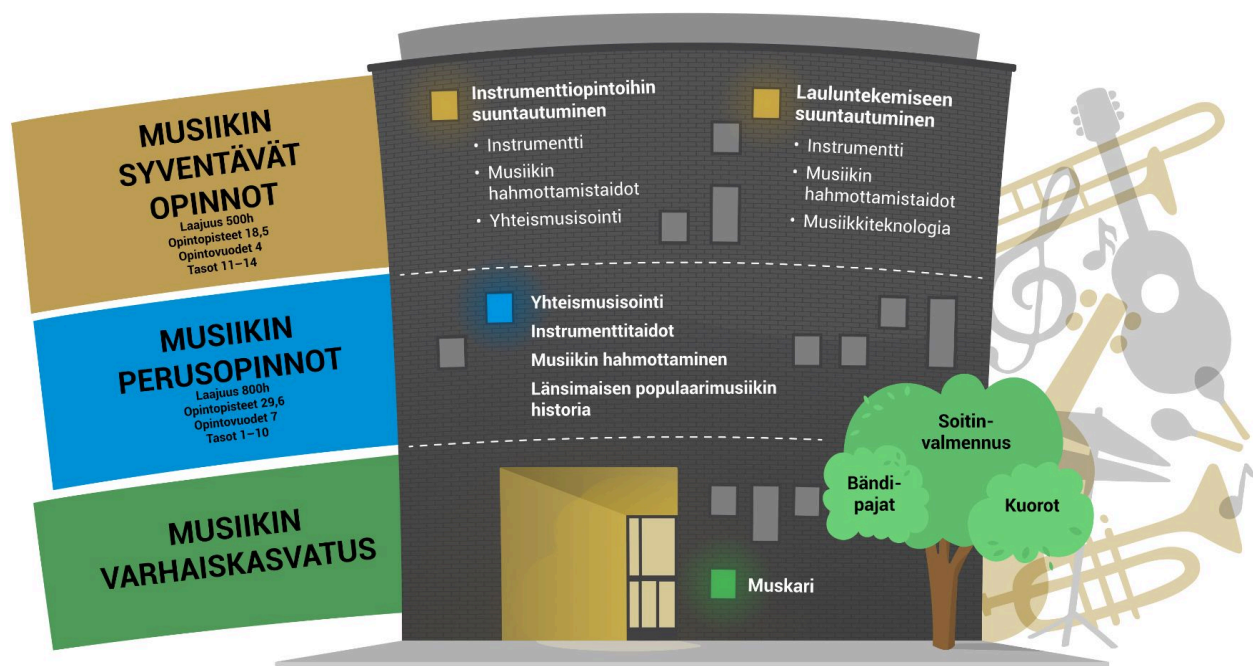 MUSIIKIN
SYVENTÄVÄT
OPINNOT
Laajuus 500h
Opintopisteet 18,5
Opintovuodet 4
Tasot 11–14
Instrumenttiopintoihin
suuntautuminen
• Instrumentti
• Musiikin
hahmottamistaidot
• Yhteismusisointi
Lauluntekemiseen
suuntautuminen
• Instrumentti
• Musiikin
hahmottamistaidot
• Musiikkiteknologia
MUSIIKIN
PERUSOPINNOT
Laajuus 800h
Opintopisteet 29,6
Opintovuodet 7
Tasot 1–10
Yhteismusisointi
Instrumenttitaidot
Musiikin hahmottaminen
Länsimaisen populaarimusiikin
historia
MUSIIKIN
VARHAISKASVATUS
Muskari
Soitin-
valmennus
Bändi-
pajat
Kuorot